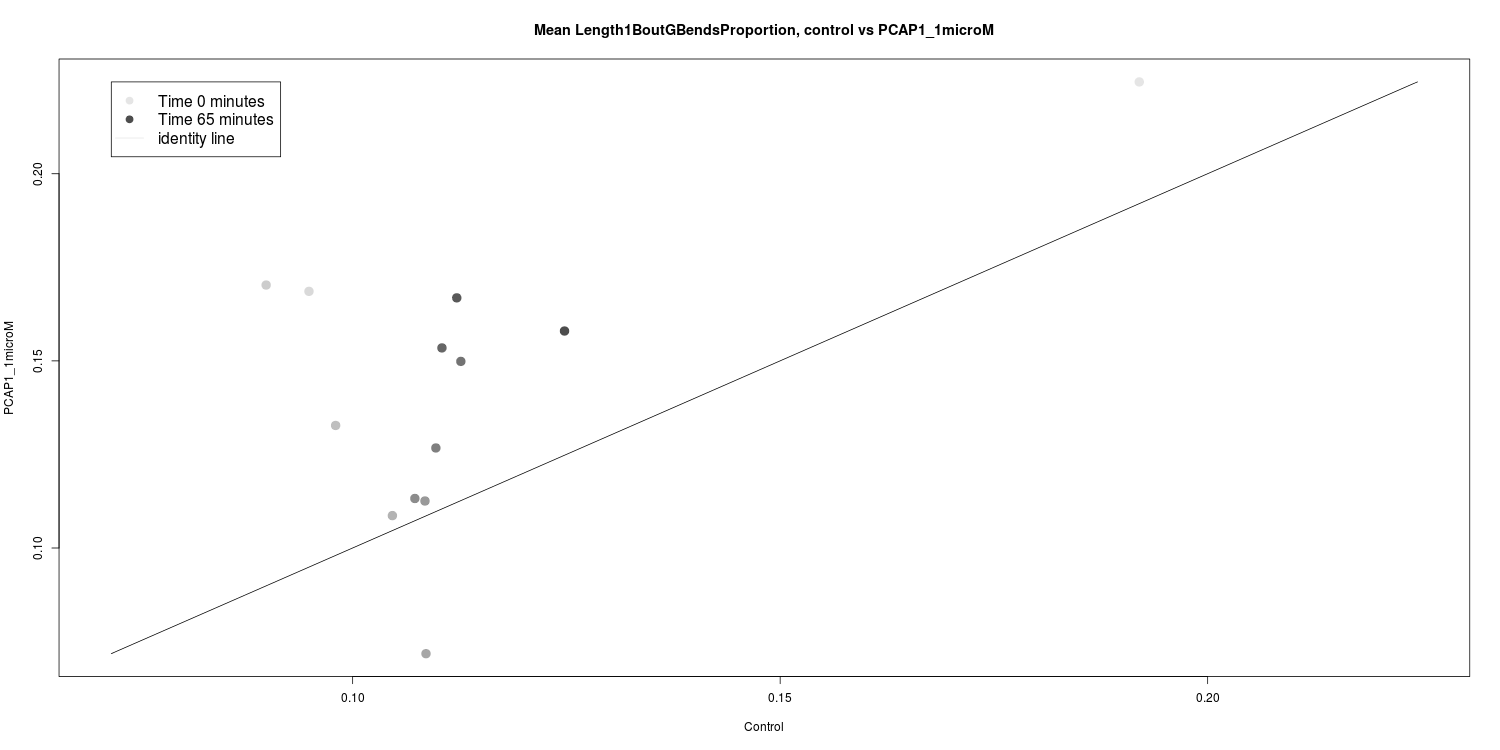 Mean Length1BoutGBendsProportion, control vs PCAP1_1microM
Time 0 minutes
Time 65 minutes
identity line
0.20
0.15
0.10
PCAP1_1microM
0.10
0.15
0.20
Control